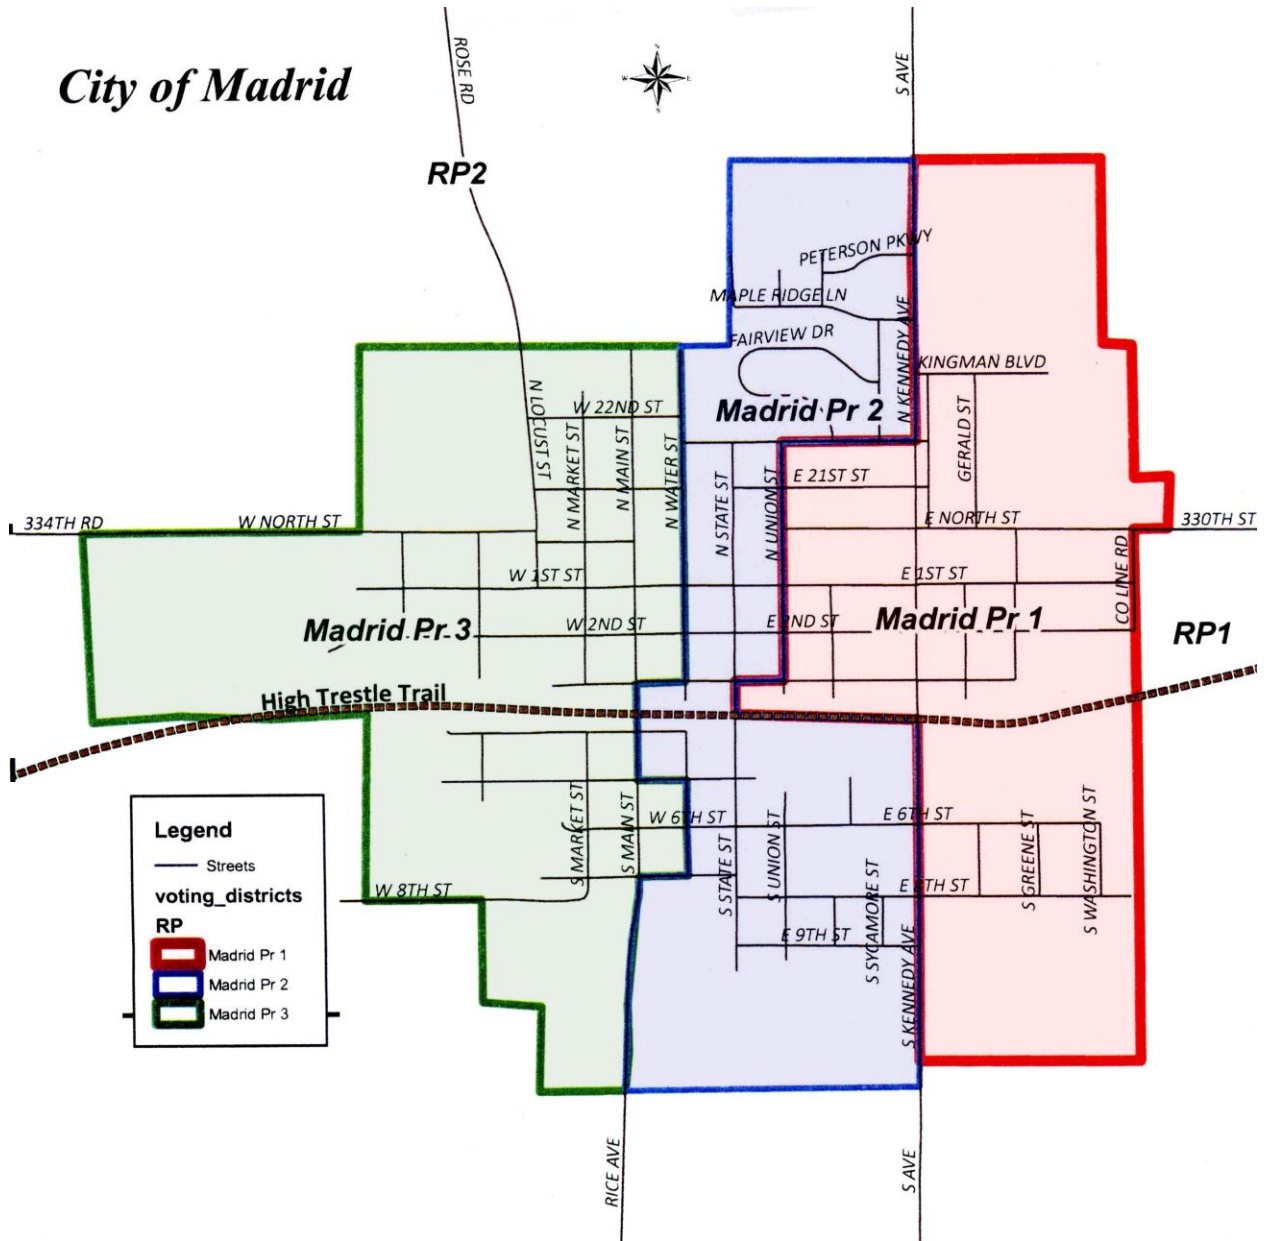 City of Madrid
ROSE RD
S AVE
N
W
E
S
RP2
PETERSON PKWY
MAPLE RIDGE LN
FAIRVIEW DR
N KENNEDY AVE
KINGMAN BLVD
N LOCUST ST
W 22ND ST
Madrid Pr 2
GERALD ST
N MARKET ST
N MAIN ST
N WATER ST
N STATE ST
N UNION ST
E 21ST ST
334TH RD
W NORTH ST
E NORTH ST
330TH ST
W 1ST ST
E 1ST ST
CO LINE RD
Madrid Pr 3
W 2ND ST
E 2ND ST
Madrid Pr 1
RP1
High Trestle Trail
S MARKET ST
S MAIN ST
W 6TH ST
E 6TH ST
S STATE ST
S UNION ST
S SYCAMORE ST
S GREENE ST
S WASHINGTON ST
W 8TH ST
E 8TH ST
E 9TH ST
S KENNEDY AVE
Legend
Streets
voting_districts
RP
Madrid Pr 1
Madrid Pr 2
Madrid Pr 3
RICE AVE
S AVE